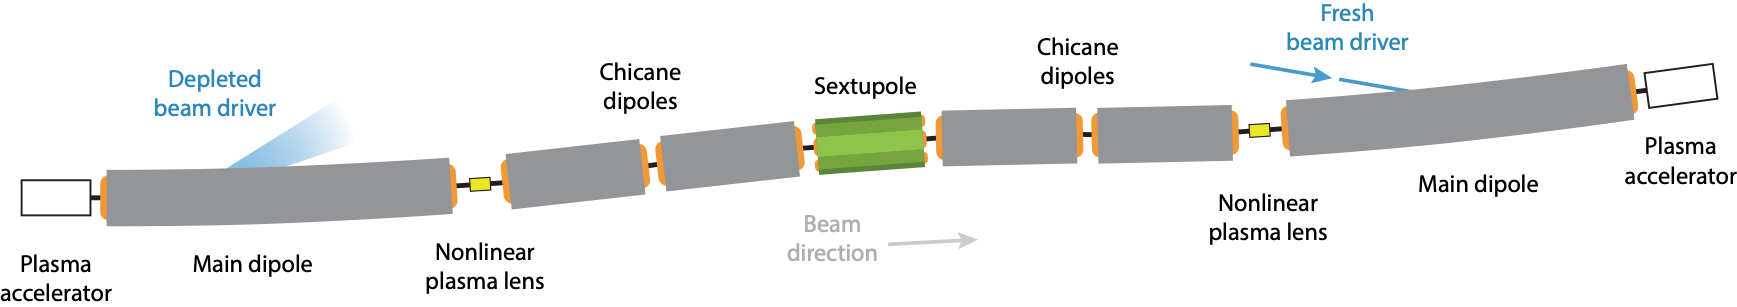 Depleted
beam driver
Chicane
dipoles
Sextupole
Chicane
dipoles
Fresh
beam driver
Plasma
accelerator
Main dipole
Nonlinear
plasma lens
Beam
direction
Nonlinear
plasma lens
Main dipole
Plasma
accelerator